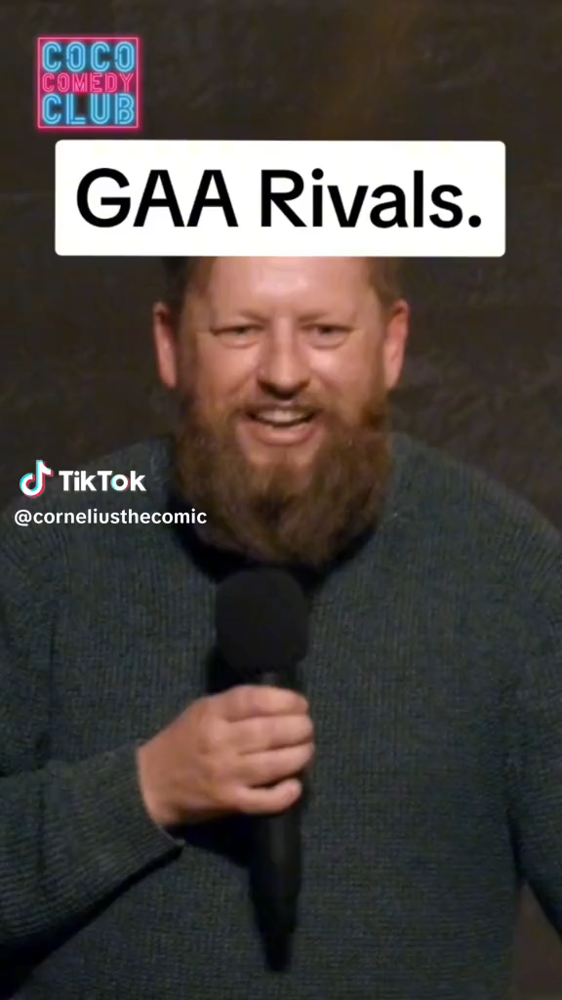 COCO
COMEDY
CLUB
GAA Rivals.
TikTok
@corneliusthecomic